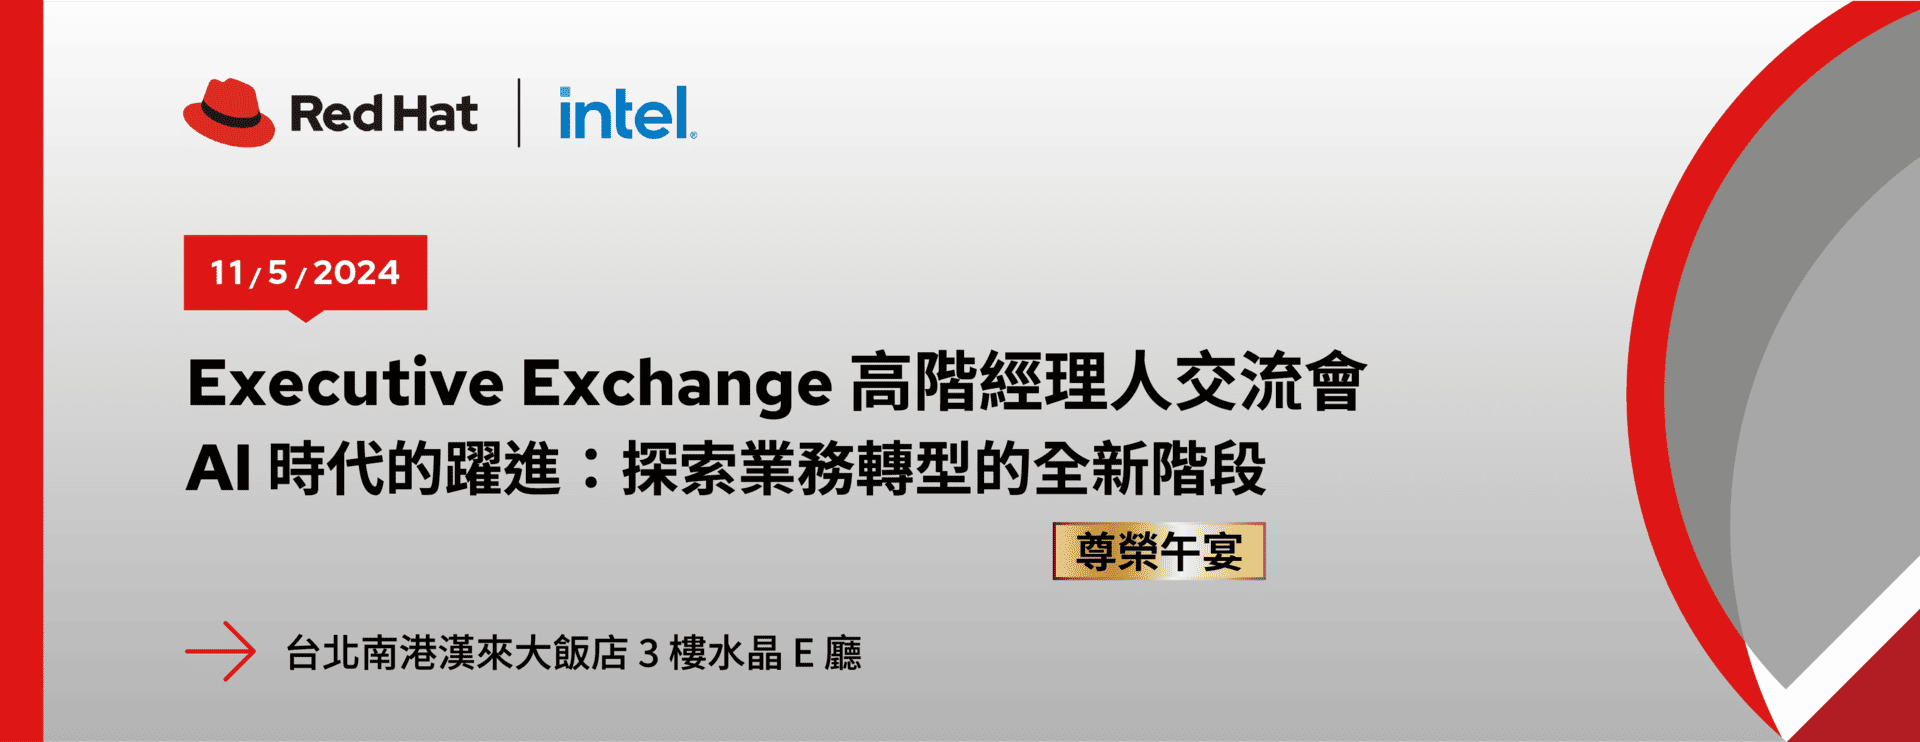 Red Hat | intel®
11/5/2024
Executive Exchange 高階經理人交流會
AI 時代的躍進：探索業務轉型的全新階段
尊榮午宴
台北南港漢來大飯店 3 樓水晶 E 廳